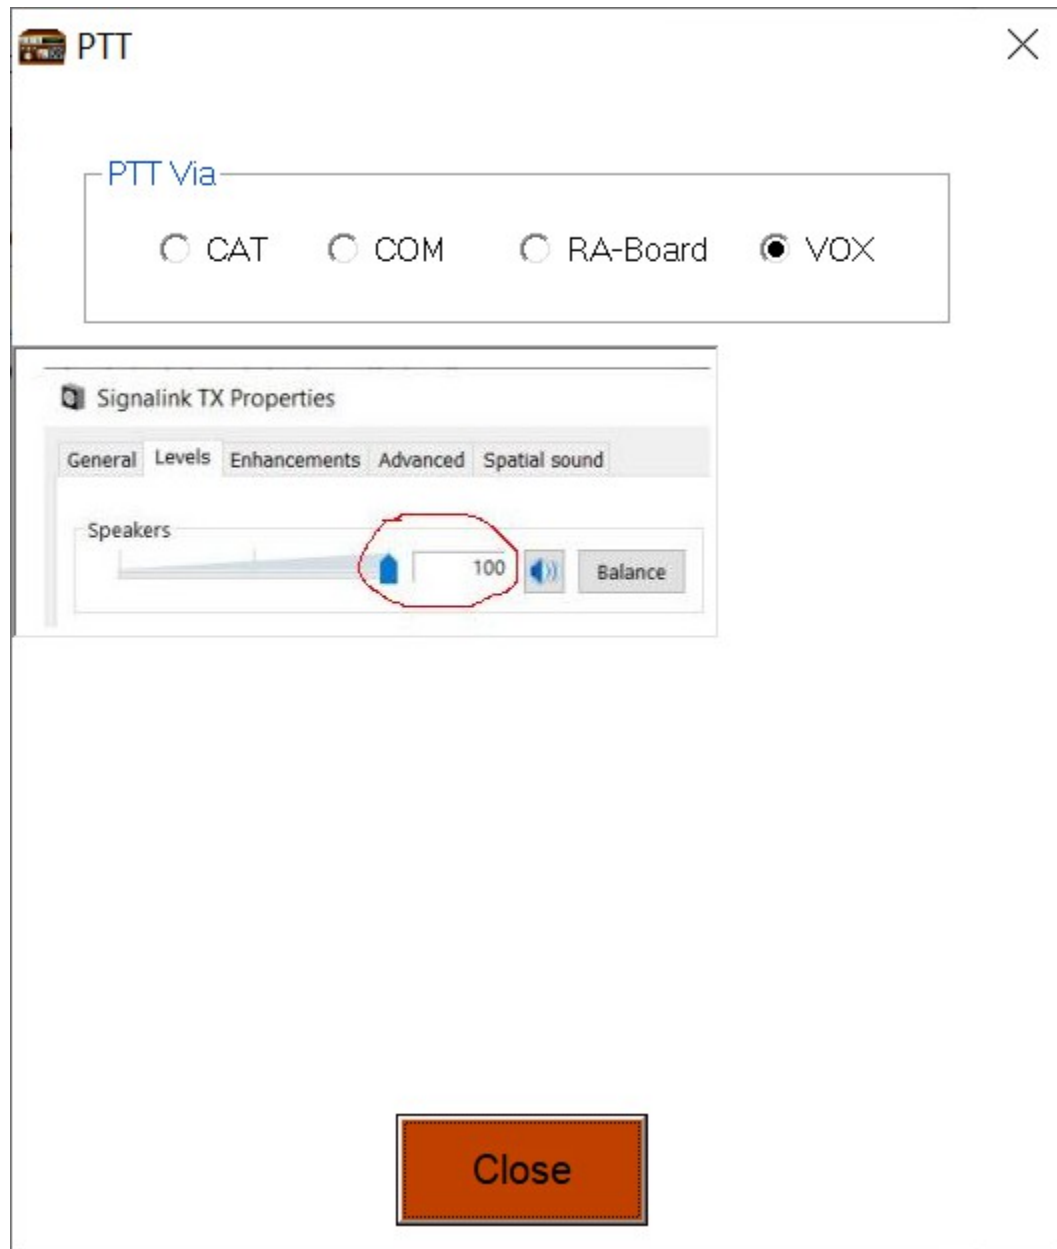 PTT
PTT Via
CAT COM RA-Board VOX
Signalink TX Properties
General Levels Enhancements Advanced Spatial sound
Speakers
100 Balance
Close